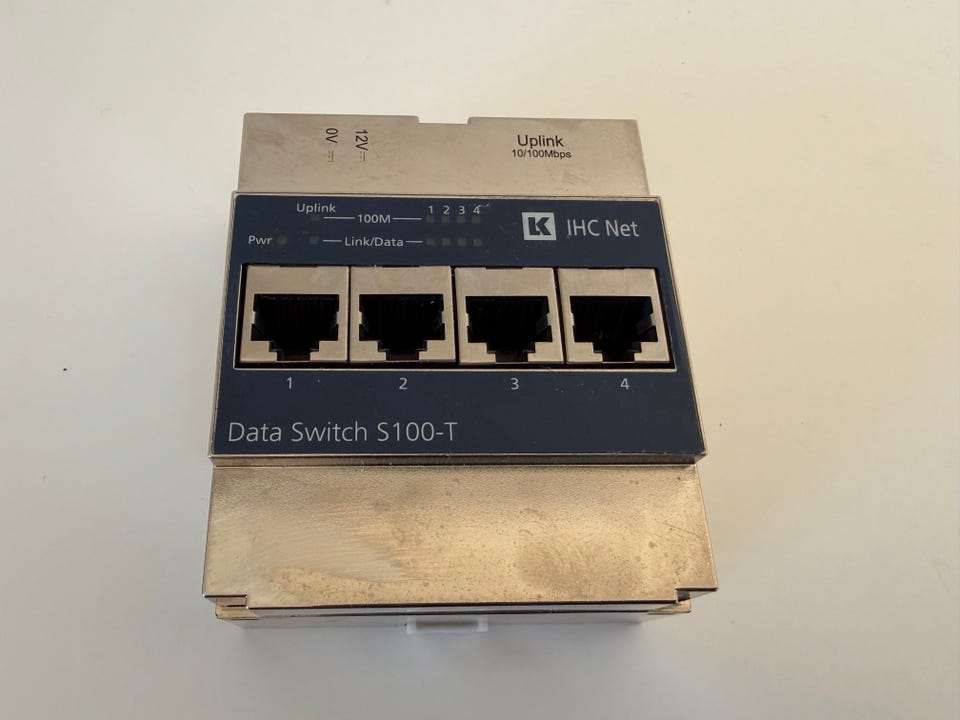 0V
12V
Uplink
10/100Mbps
Uplink
1 2 3 4
100M
LK IHC Net
Pwr
Link/Data
1 2 3 4
Data Switch S100-T